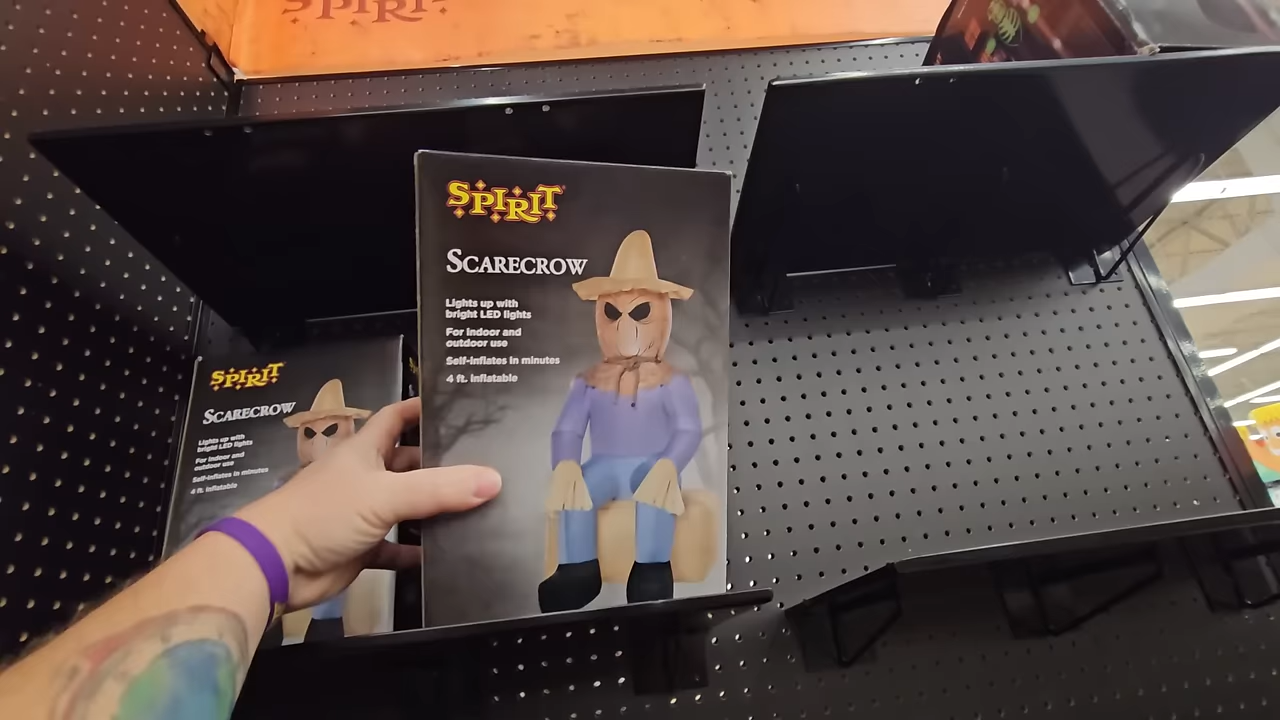 SPIRIT
SPIRIT
SCARECROW
Lights up with
bright LED lights
For indoor and
outdoor use
Self-inflates in minutes
4 ft. inflatable
SPIRIT
SCARECROW
Lights up with
bright LED lights
For indoor and
outdoor use
Self-inflates in minutes
4 ft. inflatable